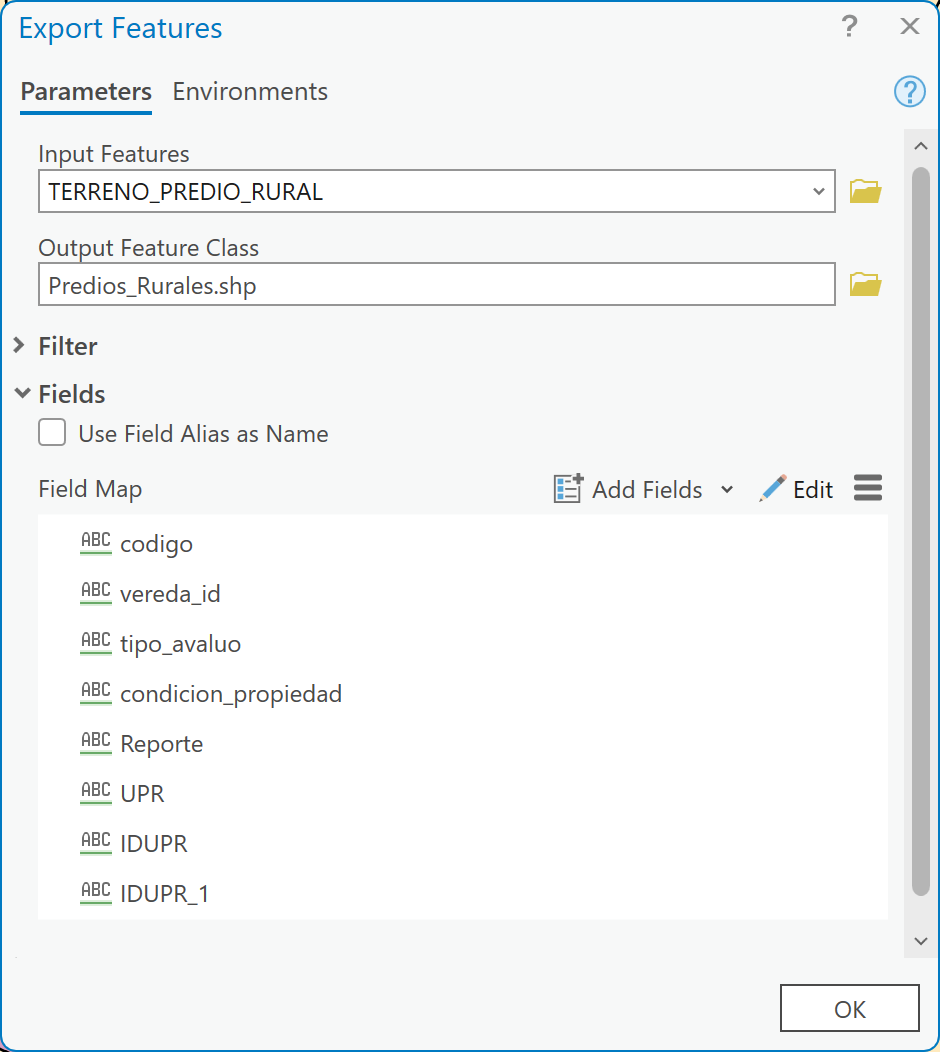 Export Features
?
Parameters Environments
?
Input Features
TERRENO_PREDIO_RURAL
Output Feature Class
Predios_Rurales.shp
Filter
Fields
Use Field Alias as Name
Field Map Add Fields Edit
ABC codigo
ABC vereda_id
ABC tipo_avaluo
ABC condicion_propiedad
ABC Reporte
ABC UPR
ABC IDUPR
ABC IDUPR_1
OK